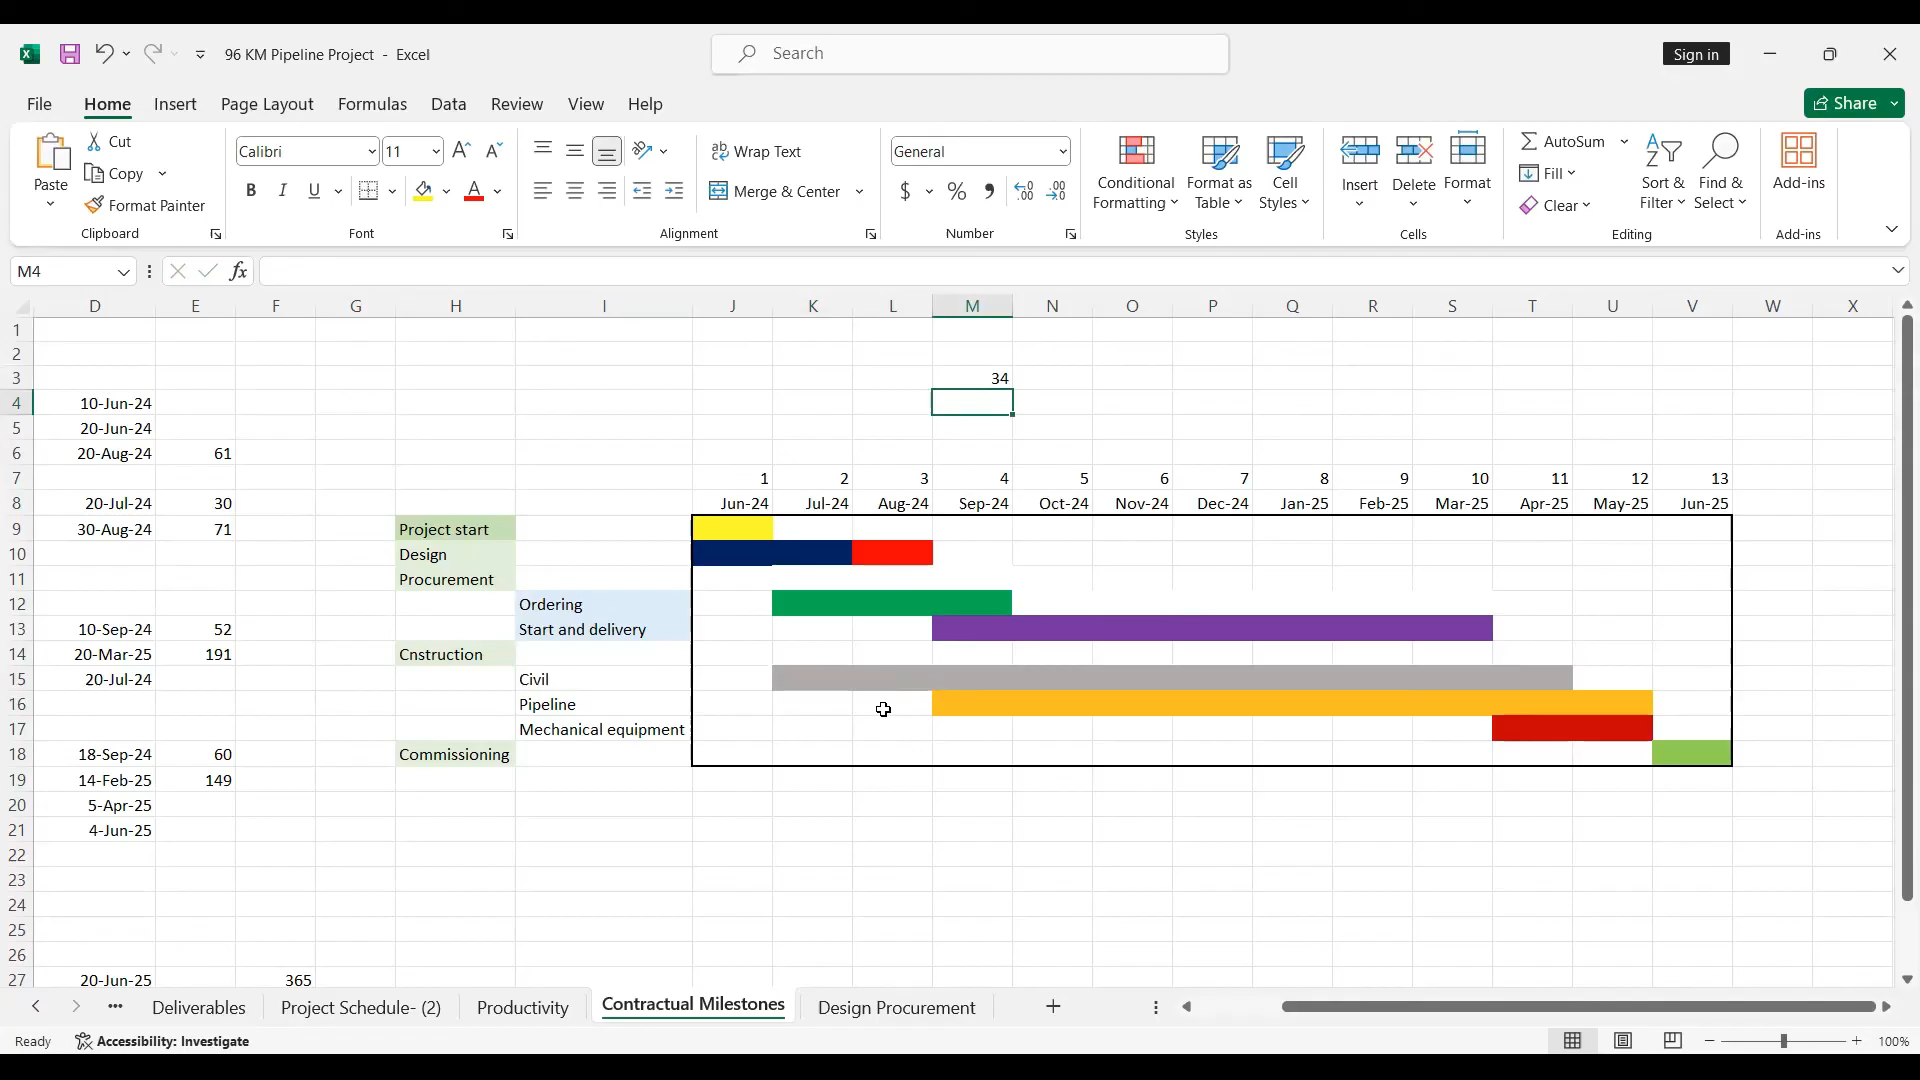 96 KM Pipeline Project - Excel
Search
Sign in
File Home Insert Page Layout Formulas Data Review View Help
Share
Paste
Cut
Copy
Format Painter
Clipboard
Calibri 11
B I U
Font
Wrap Text
Merge & Center
Alignment
General
$ % ,
Number
Conditional Formatting
Format as Table
Cell Styles
Styles
Insert Delete Format
Cells
AutoSum
Fill
Clear
Sort & Filter
Find & Select
Editing
Add-ins
Add-ins
M4
fx
D E F G H I J K L M N O P Q R S T U V W X
1
2
3 34
4 10-Jun-24
5 20-Jun-24
6 20-Aug-24 61
7 1 2 3 4 5 6 7 8 9 10 11 12 13
8 20-Jul-24 30 Jun-24 Jul-24 Aug-24 Sep-24 Oct-24 Nov-24 Dec-24 Jan-25 Feb-25 Mar-25 Apr-25 May-25 Jun-25
9 30-Aug-24 71 Project start
10 Design
11 Procurement
12 Ordering
13 10-Sep-24 52 Start and delivery
14 20-Mar-25 191 Cnstruction
15 20-Jul-24 Civil
16 Pipeline
17 Mechanical equipment
18 18-Sep-24 60 Commissioning
19 14-Feb-25 149
20 5-Apr-25
21 4-Jun-25
22
23
24
25
26
27 20-Jun-25 365
Deliverables Project Schedule- (2) Productivity Contractual Milestones Design Procurement
Ready Accessibility: Investigate 100%